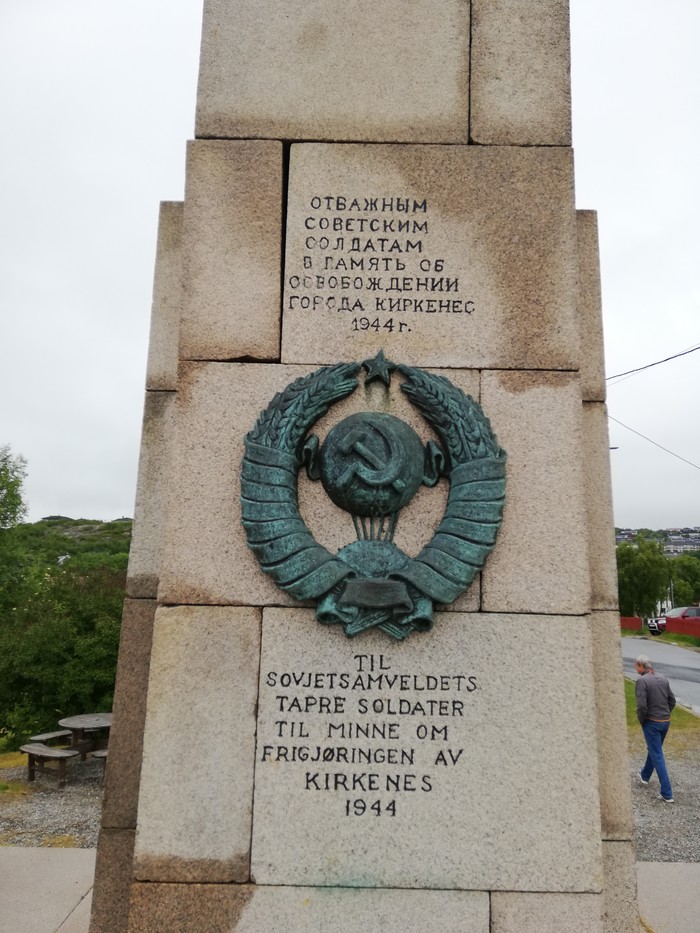 ОТВАЖНЫМ
СОВЕТСКИМ
СОЛДАТАМ
В ПАМЯТЬ ОБ
ОСВОБОЖДЕНИИ
ГОРОДА КИРКЕНЕС
1944 г.
TIL
SOVJETSAMVELDETS
TAPRE SOLDATER
TIL MINNE OM
FRIGJØRINGEN AV
KIRKENES
1944